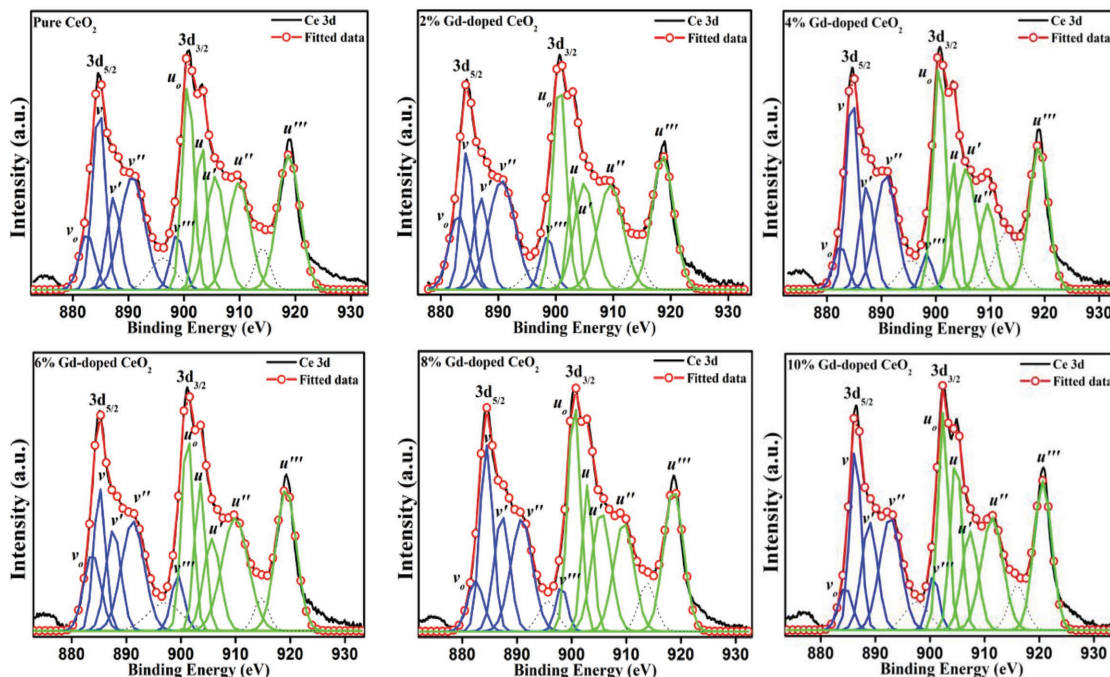 Pure CeO₂
Ce 3d
Fitted data
3d₃/₂
3d₅/₂
uₒ
v
u'''
u
v''
u'
u''
v'
vₒ
v'''
Intensity (a.u.)
880 890 900 910 920 930
Binding Energy (eV)
2% Gd-doped CeO₂
Ce 3d
Fitted data
3d₃/₂
3d₅/₂
uₒ
u'''
v
u
v''
u''
v'
u'
vₒ
v'''
Intensity (a.u.)
880 890 900 910 920 930
Binding Energy (eV)
4% Gd-doped CeO₂
Ce 3d
Fitted data
3d₃/₂
3d₅/₂
uₒ
v
u'''
u
u'
v''
v'
u''
vₒ
v'''
Intensity (a.u.)
880 890 900 910 920 930
Binding Energy (eV)
6% Gd-doped CeO₂
Ce 3d
Fitted data
3d₃/₂
3d₅/₂
uₒ
u'''
v
u
v''
u''
v'
u'
vₒ
v'''
Intensity (a.u.)
880 890 900 910 920 930
Binding Energy (eV)
8% Gd-doped CeO₂
Ce 3d
Fitted data
3d₃/₂
3d₅/₂
uₒ
v
u'''
u
v'
v''
u'
u''
vₒ
v'''
Intensity (a.u.)
880 890 900 910 920 930
Binding Energy (eV)
10% Gd-doped CeO₂
Ce 3d
Fitted data
3d₃/₂
3d₅/₂
uₒ
v
u'''
u
v''
u''
v'
u'
vₒ
v'''
Intensity (a.u.)
880 890 900 910 920 930
Binding Energy (eV)